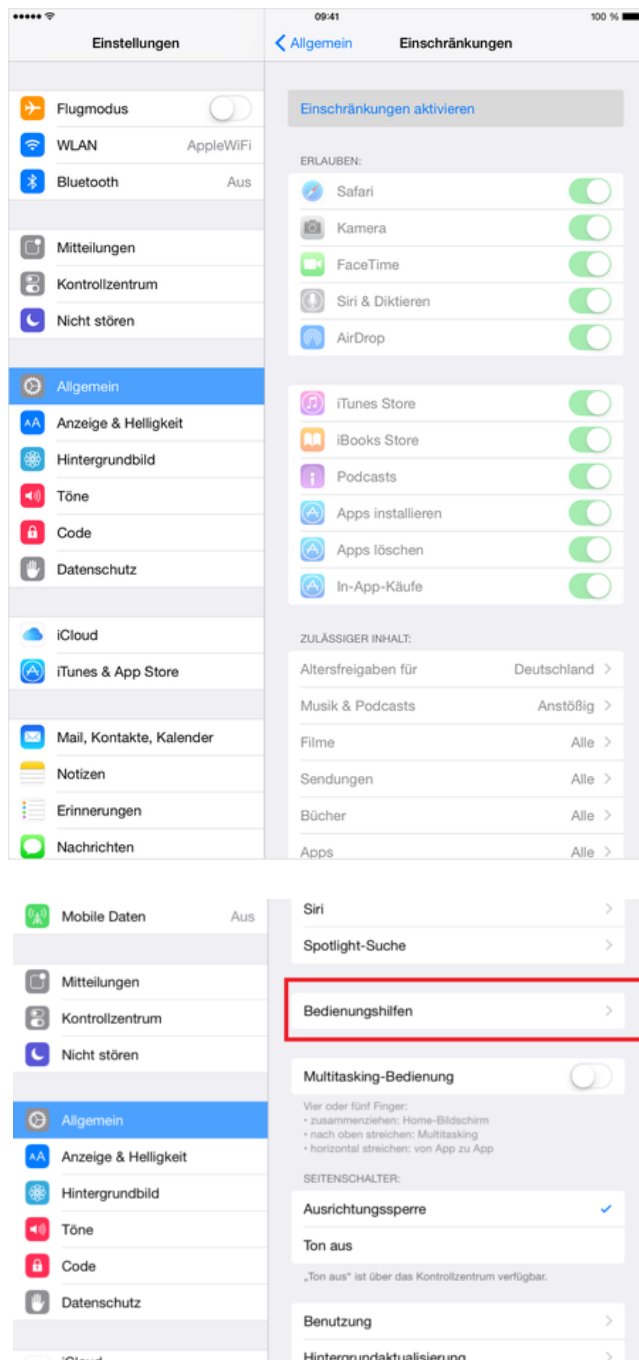 09:41
100 %
Einstellungen
Allgemein
Einschränkungen
Flugmodus
WLAN
AppleWiFi
Bluetooth
Aus
Mitteilungen
Kontrollzentrum
Nicht stören
Allgemein
Anzeige & Helligkeit
Hintergrundbild
Töne
Code
Datenschutz
iCloud
iTunes & App Store
Mail, Kontakte, Kalender
Notizen
Erinnerungen
Nachrichten
Einschränkungen aktivieren
ERLAUBEN:
Safari
Kamera
FaceTime
Siri & Diktieren
AirDrop
iTunes Store
iBooks Store
Podcasts
Apps installieren
Apps löschen
In-App-Käufe
ZULÄSSIGER INHALT:
Altersfreigaben für
Deutschland
Musik & Podcasts
Anstößig
Filme
Alle
Sendungen
Alle
Bücher
Alle
Apps
Alle
Mobile Daten
Aus
Mitteilungen
Kontrollzentrum
Nicht stören
Allgemein
Anzeige & Helligkeit
Hintergrundbild
Töne
Code
Datenschutz
iCloud
Siri
Spotlight-Suche
Bedienungshilfen
Multitasking-Bedienung
Vier oder fünf Finger:
• zusammenziehen: Home-Bildschirm
• nach oben streichen: Multitasking
• horizontal streichen: von App zu App
SEITENSCHALTER:
Ausrichtungssperre
Ton aus
„Ton aus“ ist über das Kontrollzentrum verfügbar.
Benutzung
Hintergrundaktualisierung